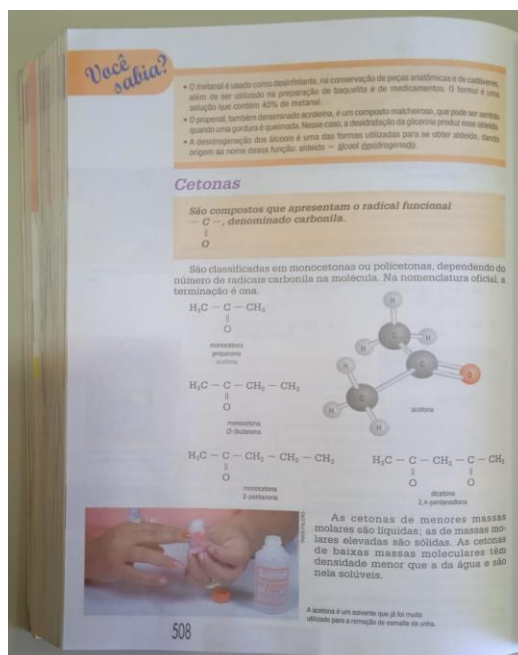 Você
sabia?
• O metanal é usado como desinfetante, na conservação de peças anatômicas e de cadáveres,
além de ser utilizado na preparação de baquelita e de medicamentos. O formol é uma
solução que contém 40% de metanal.
• O propenal, também denominado acroleína, é um composto malcheiroso, que pode ser sentido
quando uma gordura é queimada. Nesse caso, a desidratação da glicerina produz esse aldeído.
• A desidrogenação dos álcoois é uma das formas utilizadas para se obter aldeído, dando
origem ao nome dessa função: aldeído = álcool desidrogenado.
Cetonas
São compostos que apresentam o radical funcional
– C –, denominado carbonila.
||
O
São classificadas em monocetonas ou policetonas, dependendo do
número de radicais carbonila na molécula. Na nomenclatura oficial, a
terminação é ona.
H₃C – C – CH₃
||
O
monocetona
propanona
acetona
H₃C – C – CH₂ – CH₃
||
O
monocetona
(2-)butanona
H
C
H
H
H
C
C
O
H
H
acetona
H₃C – C – CH₂ – CH₂ – CH₃
||
O
monocetona
2-pentanona
H₃C – C – CH₂ – C – CH₃
|| ||
O O
dicetona
2,4-pentanodiona
As cetonas de menores massas
molares são líquidas; as de massas mo-
lares elevadas são sólidas. As cetonas
de baixas massas moleculares têm
densidade menor que a da água e são
nela solúveis.
A acetona é um solvente que já foi muito
utilizado para a remoção de esmalte de unha.
508